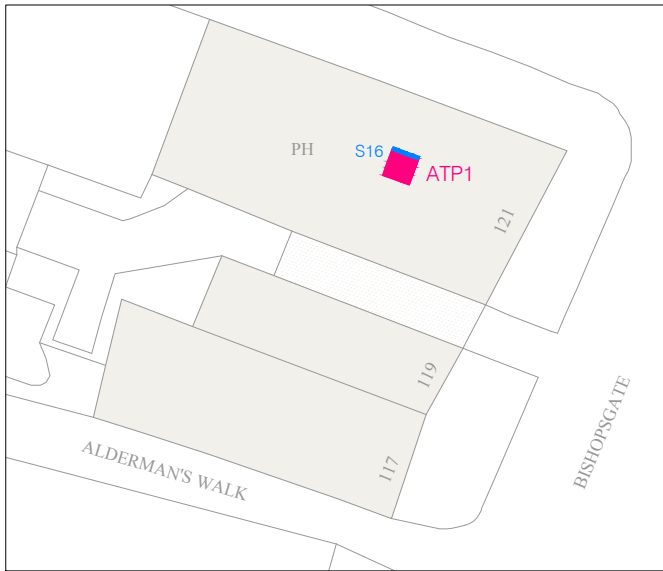 PH
S16
ATP1
121
119
117
ALDERMAN'S WALK
BISHOPSGATE